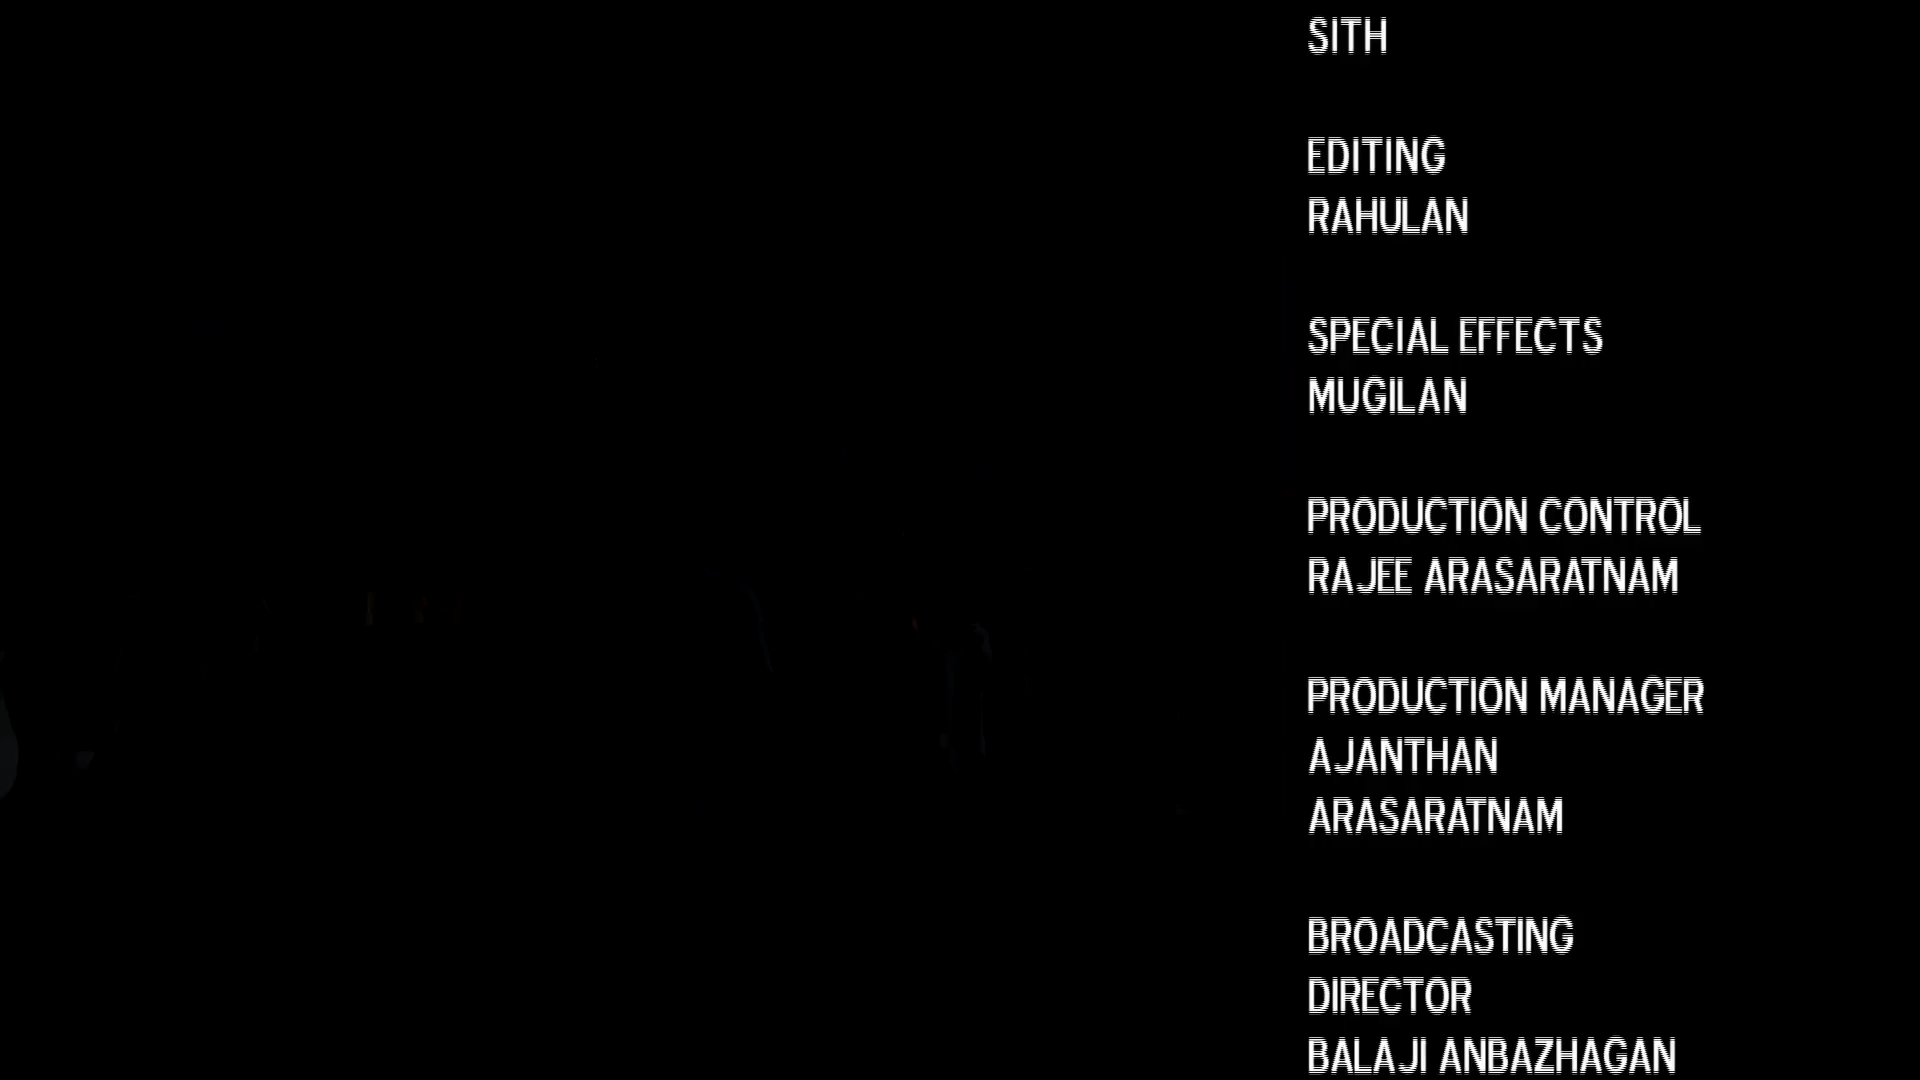 SITH
EDITING
RAHULAN
SPECIAL EFFECTS
MUGILAN
PRODUCTION CONTROL
RAJEE ARASARATNAM
PRODUCTION MANAGER
AJANTHAN
ARASARATNAM
BROADCASTING
DIRECTOR
BALAJI ANBAZHAGAN